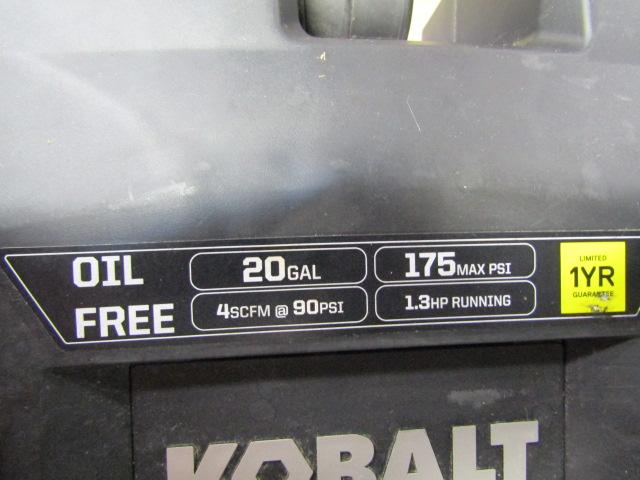 OIL FREE
20GAL
175MAX PSI
4SCFM @ 90PSI
1.3HP RUNNING
LIMITED
1YR
GUARANTEE
KOBALT